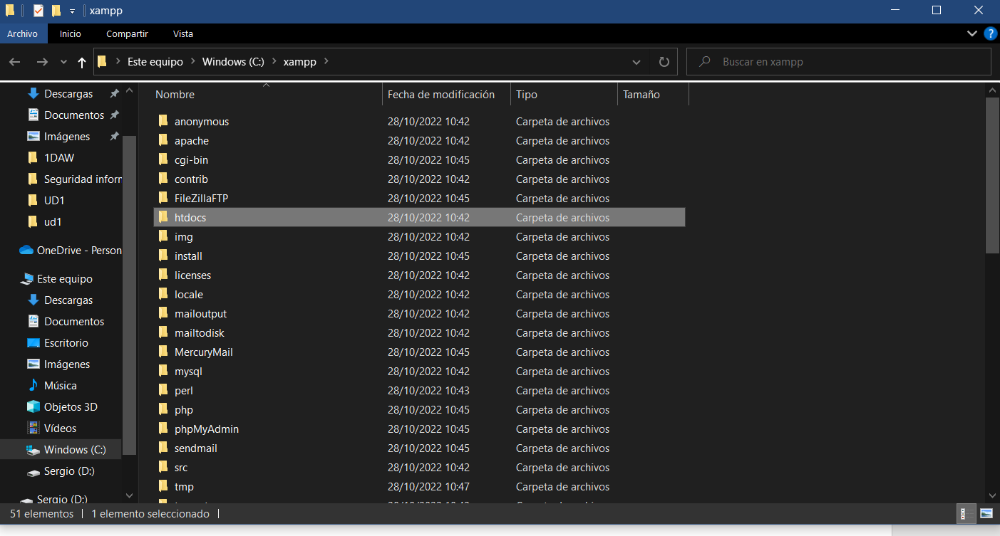 xampp
Archivo Inicio Compartir Vista
Este equipo Windows (C:) xampp
Buscar en xampp
Descargas
Documentos
Imágenes
1DAW
Seguridad inforr
UD1
ud1
OneDrive - Person
Este equipo
Descargas
Documentos
Escritorio
Imágenes
Música
Objetos 3D
Vídeos
Windows (C:)
Sergio (D:)
Sergio (D:)
Nombre Fecha de modificación Tipo Tamaño
anonymous 28/10/2022 10:42 Carpeta de archivos
apache 28/10/2022 10:42 Carpeta de archivos
cgi-bin 28/10/2022 10:45 Carpeta de archivos
contrib 28/10/2022 10:42 Carpeta de archivos
FileZillaFTP 28/10/2022 10:45 Carpeta de archivos
htdocs 28/10/2022 10:42 Carpeta de archivos
img 28/10/2022 10:42 Carpeta de archivos
install 28/10/2022 10:45 Carpeta de archivos
licenses 28/10/2022 10:42 Carpeta de archivos
locale 28/10/2022 10:42 Carpeta de archivos
mailoutput 28/10/2022 10:42 Carpeta de archivos
mailtodisk 28/10/2022 10:42 Carpeta de archivos
MercuryMail 28/10/2022 10:45 Carpeta de archivos
mysql 28/10/2022 10:42 Carpeta de archivos
perl 28/10/2022 10:43 Carpeta de archivos
php 28/10/2022 10:45 Carpeta de archivos
phpMyAdmin 28/10/2022 10:45 Carpeta de archivos
sendmail 28/10/2022 10:45 Carpeta de archivos
src 28/10/2022 10:42 Carpeta de archivos
tmp 28/10/2022 10:47 Carpeta de archivos
51 elementos 1 elemento seleccionado